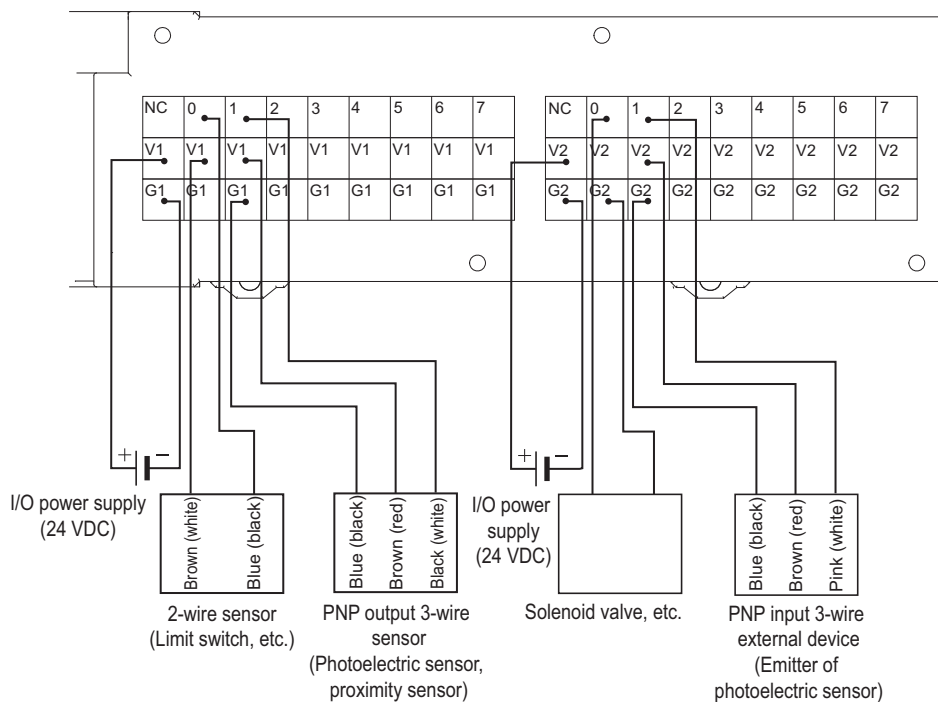 NC 0 1 2 3 4 5 6 7
V1 V1 V1 V1 V1 V1 V1 V1 V1
G1 G1 G1 G1 G1 G1 G1 G1 G1
NC 0 1 2 3 4 5 6 7
V2 V2 V2 V2 V2 V2 V2 V2 V2
G2 G2 G2 G2 G2 G2 G2 G2 G2
+ −
I/O power supply
(24 VDC)
Brown (white)
Blue (black)
2-wire sensor
(Limit switch, etc.)
Blue (black)
Brown (red)
Black (white)
PNP output 3-wire
sensor
(Photoelectric sensor,
proximity sensor)
+ −
I/O power
supply
(24 VDC)
Solenoid valve, etc.
Blue (black)
Brown (red)
Pink (white)
PNP input 3-wire
external device
(Emitter of
photoelectric sensor)